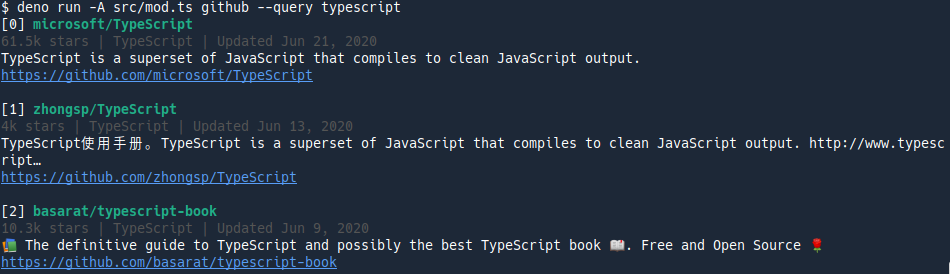 $ deno run -A src/mod.ts github --query typescript
[0] microsoft/TypeScript
61.5k stars | TypeScript | Updated Jun 21, 2020
TypeScript is a superset of JavaScript that compiles to clean JavaScript output.
https://github.com/microsoft/TypeScript
[1] zhongsp/TypeScript
4k stars | TypeScript | Updated Jun 13, 2020
TypeScript使用手册。TypeScript is a superset of JavaScript that compiles to clean JavaScript output. http://www.typesc
ript…
https://github.com/zhongsp/TypeScript
[2] basarat/typescript-book
10.3k stars | TypeScript | Updated Jun 9, 2020
📚 The definitive guide to TypeScript and possibly the best TypeScript book 📖. Free and Open Source 🌹
https://github.com/basarat/typescript-book